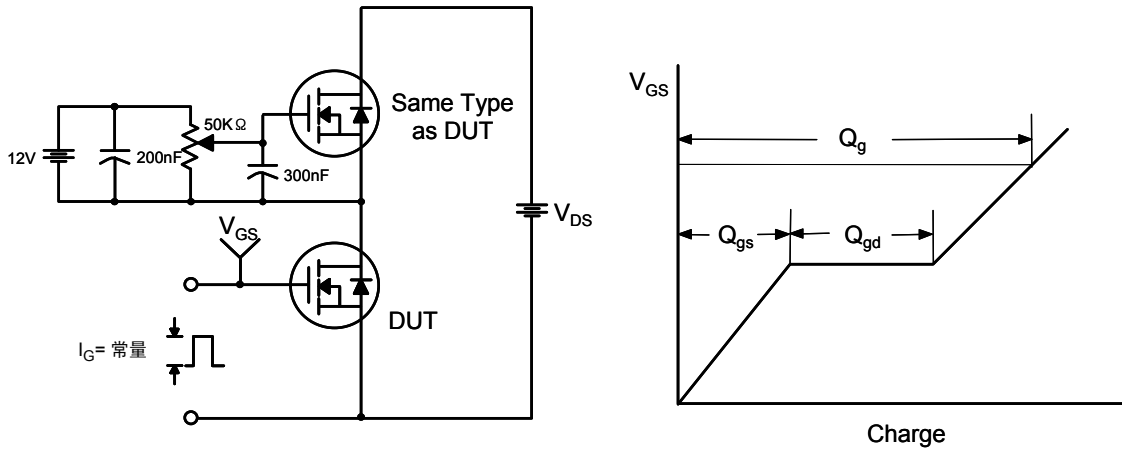 Same Type
as DUT
50KΩ
12V
200nF
300nF
V_GS
V_DS
DUT
I_G= 常量
V_GS
Q_g
Q_gs
Q_gd
Charge